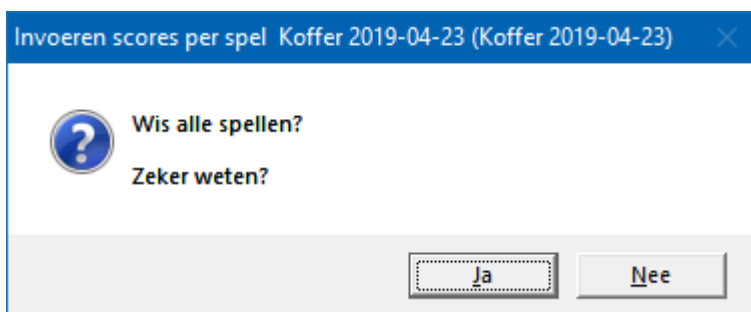 Invoeren scores per spel Koffer 2019-04-23 (Koffer 2019-04-23)
Wis alle spellen?
Zeker weten?
Ja Nee